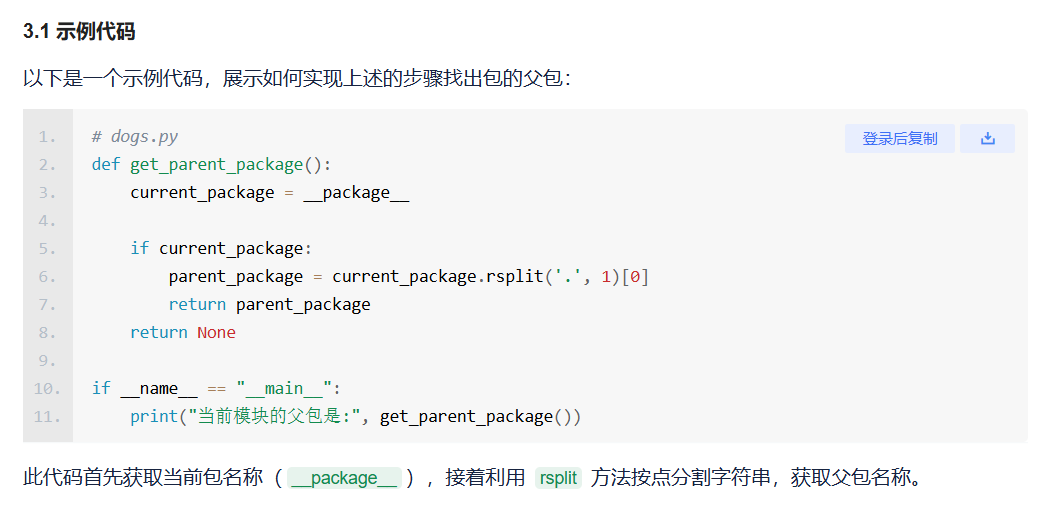 3.1 示例代码
以下是一个示例代码，展示如何实现上述的步骤找出包的父包：
登录后复制
1. # dogs.py
2. def get_parent_package():
3.     current_package = __package__
4.
5.     if current_package:
6.         parent_package = current_package.rsplit('.', 1)[0]
7.         return parent_package
8.     return None
9.
10. if __name__ == "__main__":
11.     print("当前模块的父包是:", get_parent_package())
此代码首先获取当前包名称（ __package__ ），接着利用 rsplit 方法按点分割字符串，获取父包名称。